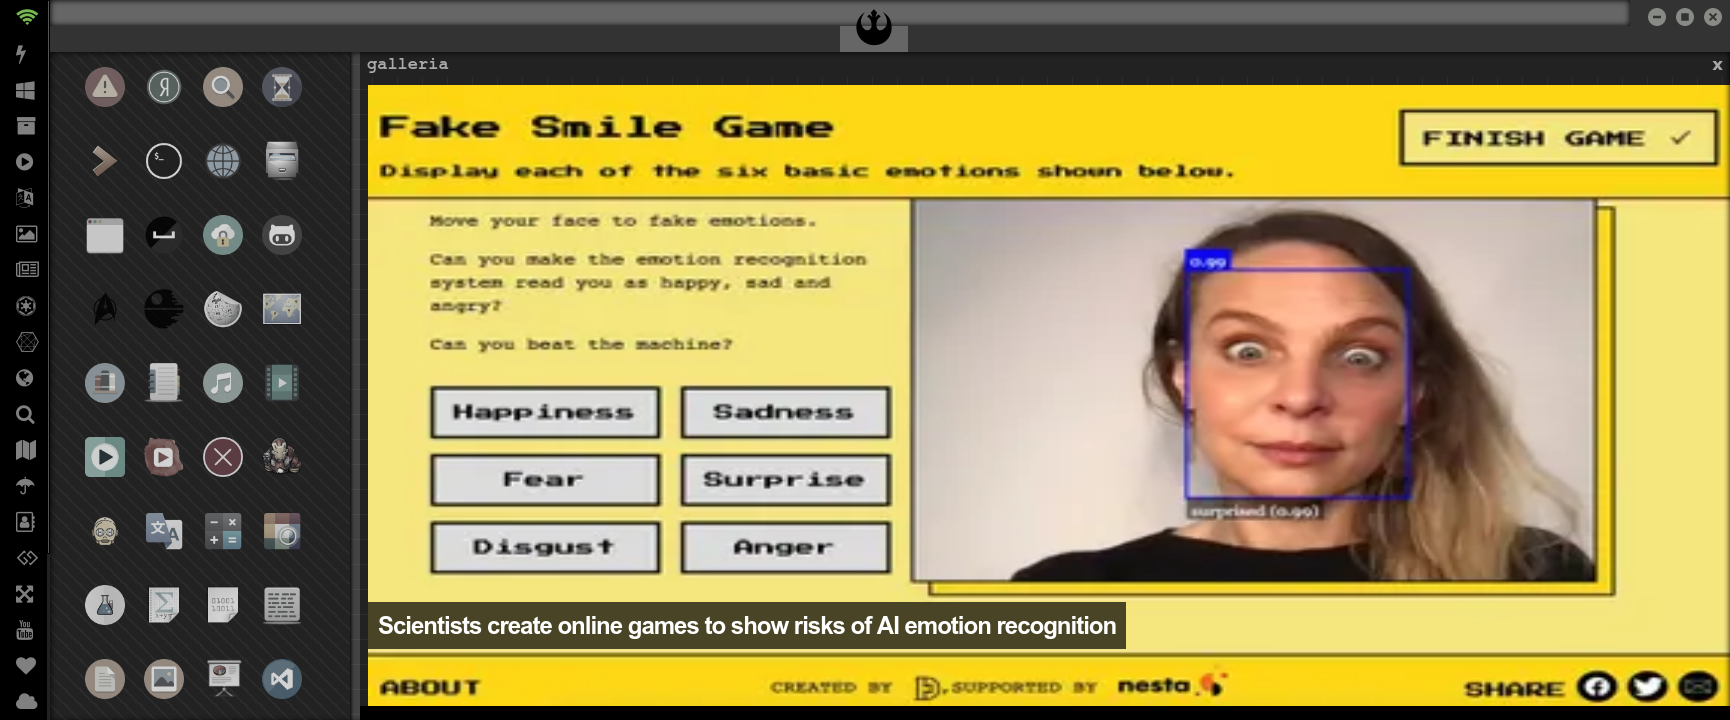 galleria
x
Fake Smile Game
FINISH GAME
Display each of the six basic emotions shown below.
Move your face to fake emotions.
Can you make the emotion recognition
system read you as happy, sad and
angry?
Can you beat the machine?
0.99
Happiness
Sadness
Fear
Surprise
surprised (0.99)
Disgust
Anger
Scientists create online games to show risks of AI emotion recognition
ABOUT
CREATED BY
, SUPPORTED BY
nesta
SHARE
You
Tube